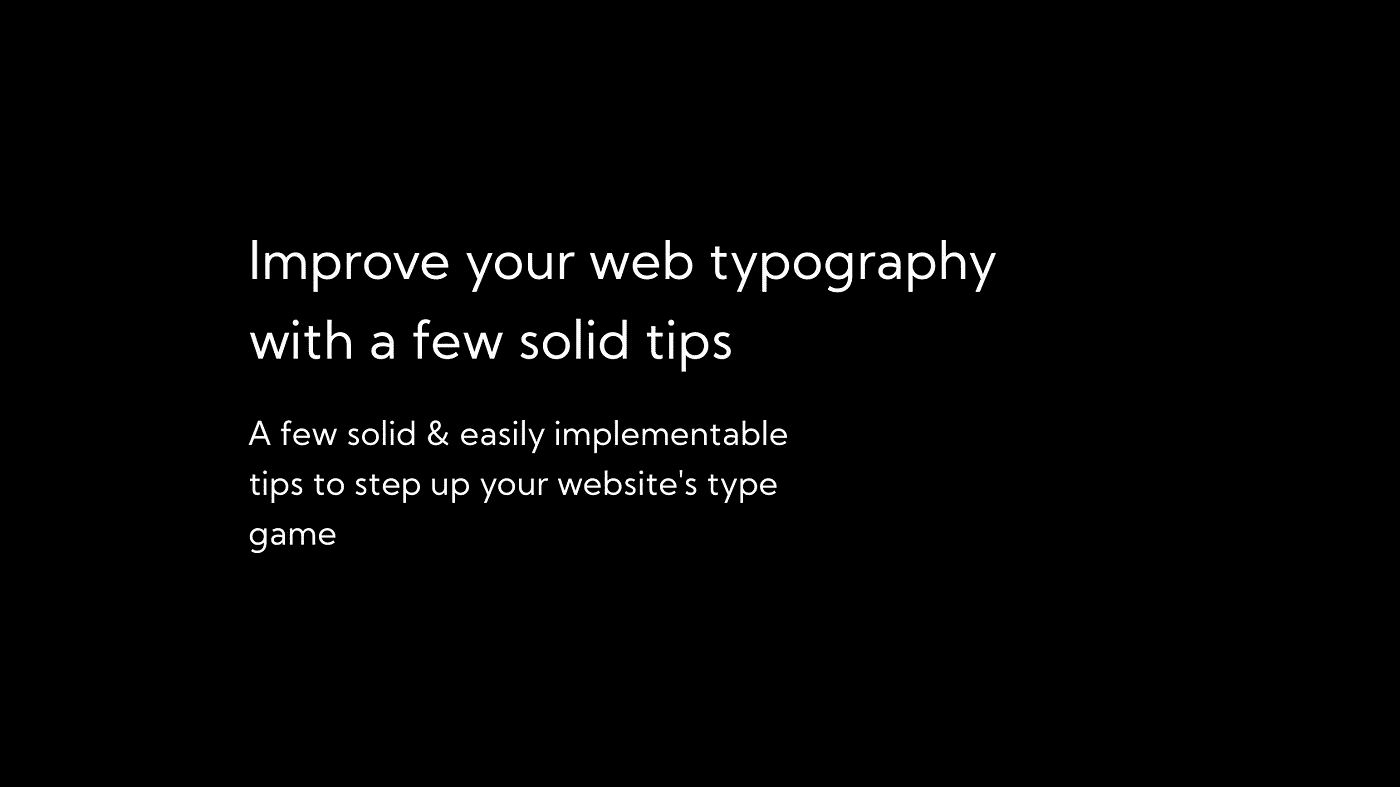 Improve your web typography
with a few solid tips
A few solid & easily implementable
tips to step up your website's type
game